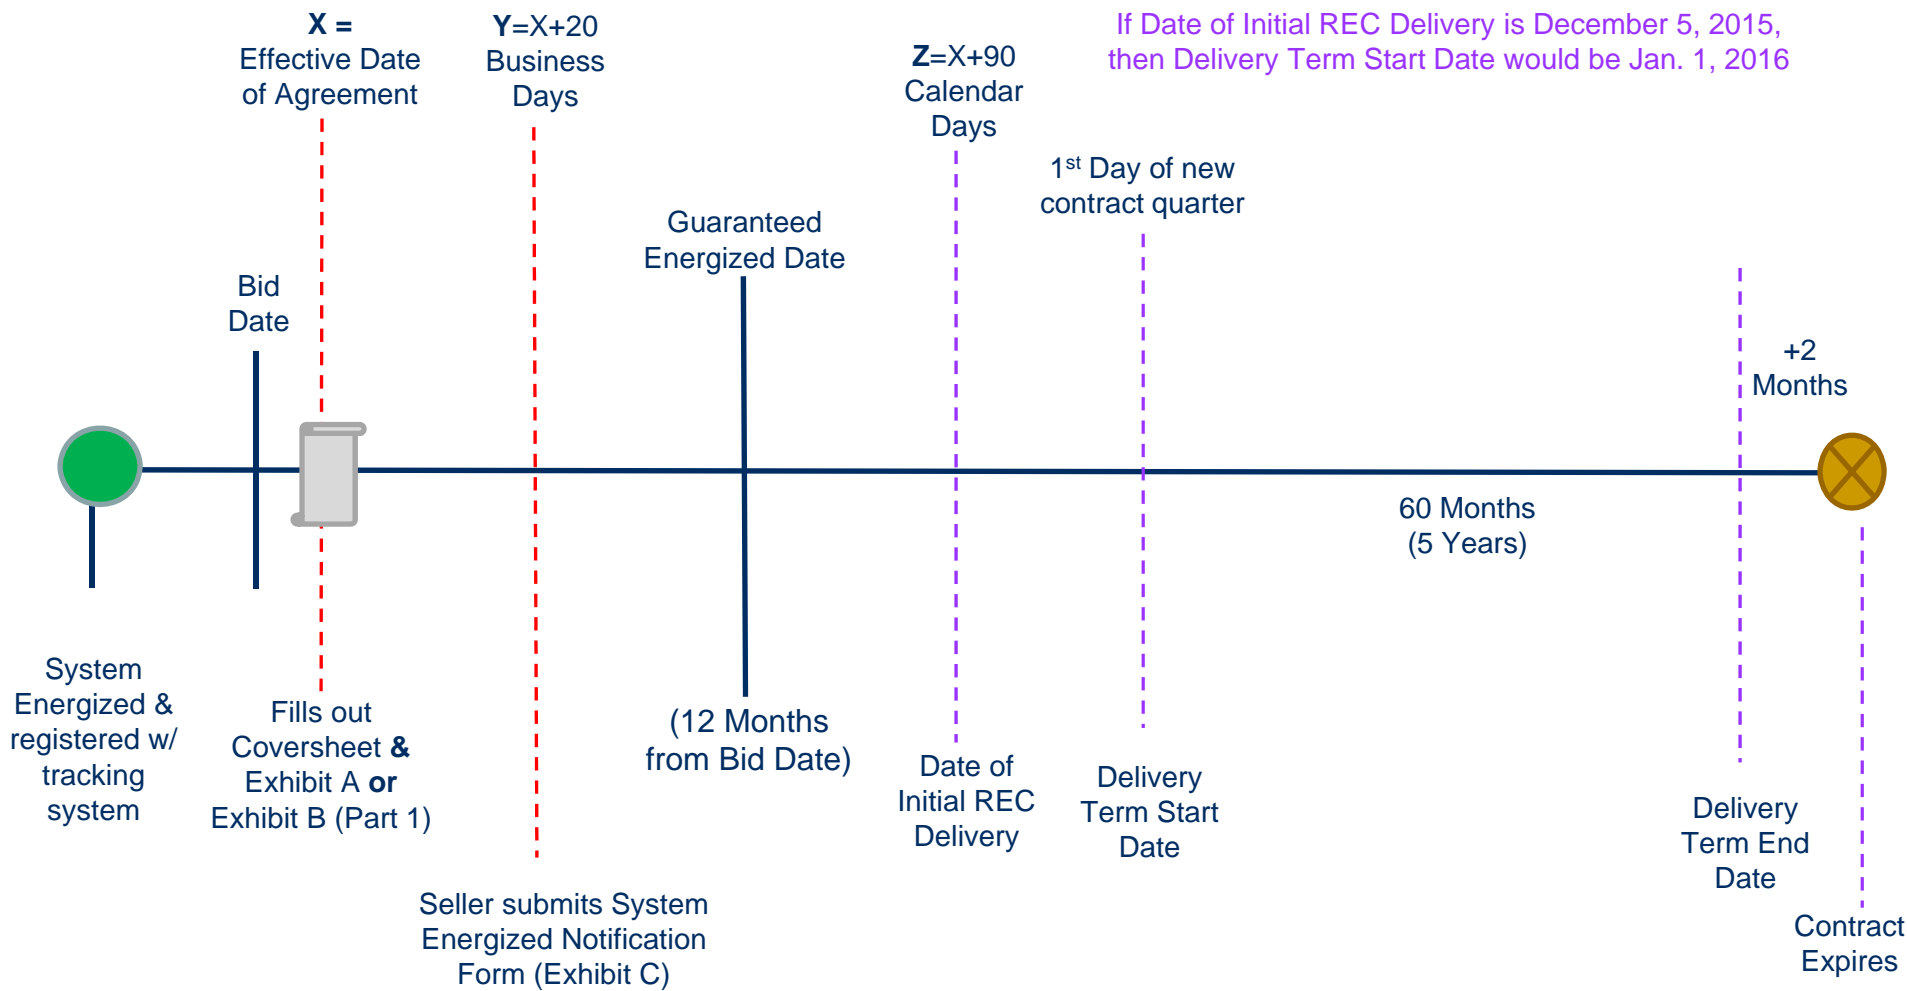 X =
Effective Date
of Agreement
Y=X+20
Business
Days
Z=X+90
Calendar
Days
If Date of Initial REC Delivery is December 5, 2015,
then Delivery Term Start Date would be Jan. 1, 2016
1st Day of new
contract quarter
Guaranteed
Energized Date
Bid
Date
+2
Months
60 Months
(5 Years)
System
Energized &
registered w/
tracking
system
Fills out
Coversheet &
Exhibit A or
Exhibit B (Part 1)
Seller submits System
Energized Notification
Form (Exhibit C)
(12 Months
from Bid Date)
Date of
Initial REC
Delivery
Delivery
Term Start
Date
Delivery
Term End
Date
Contract
Expires